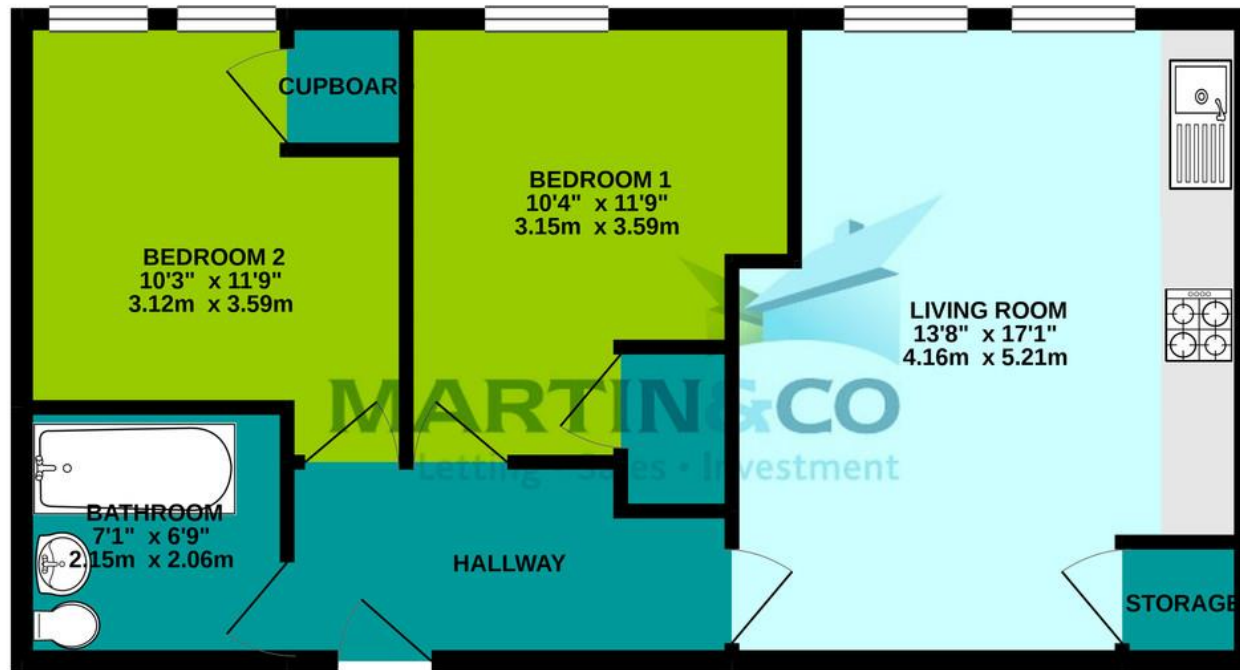 CUPBOAR
BEDROOM 1
10'4" x 11'9"
3.15m x 3.59m
BEDROOM 2
10'3" x 11'9"
3.12m x 3.59m
LIVING ROOM
13'8" x 17'1"
4.16m x 5.21m
MARTIN&CO
Letting • Sales • Investment
BATHROOM
7'1" x 6'9"
2.15m x 2.06m
HALLWAY
STORAGE